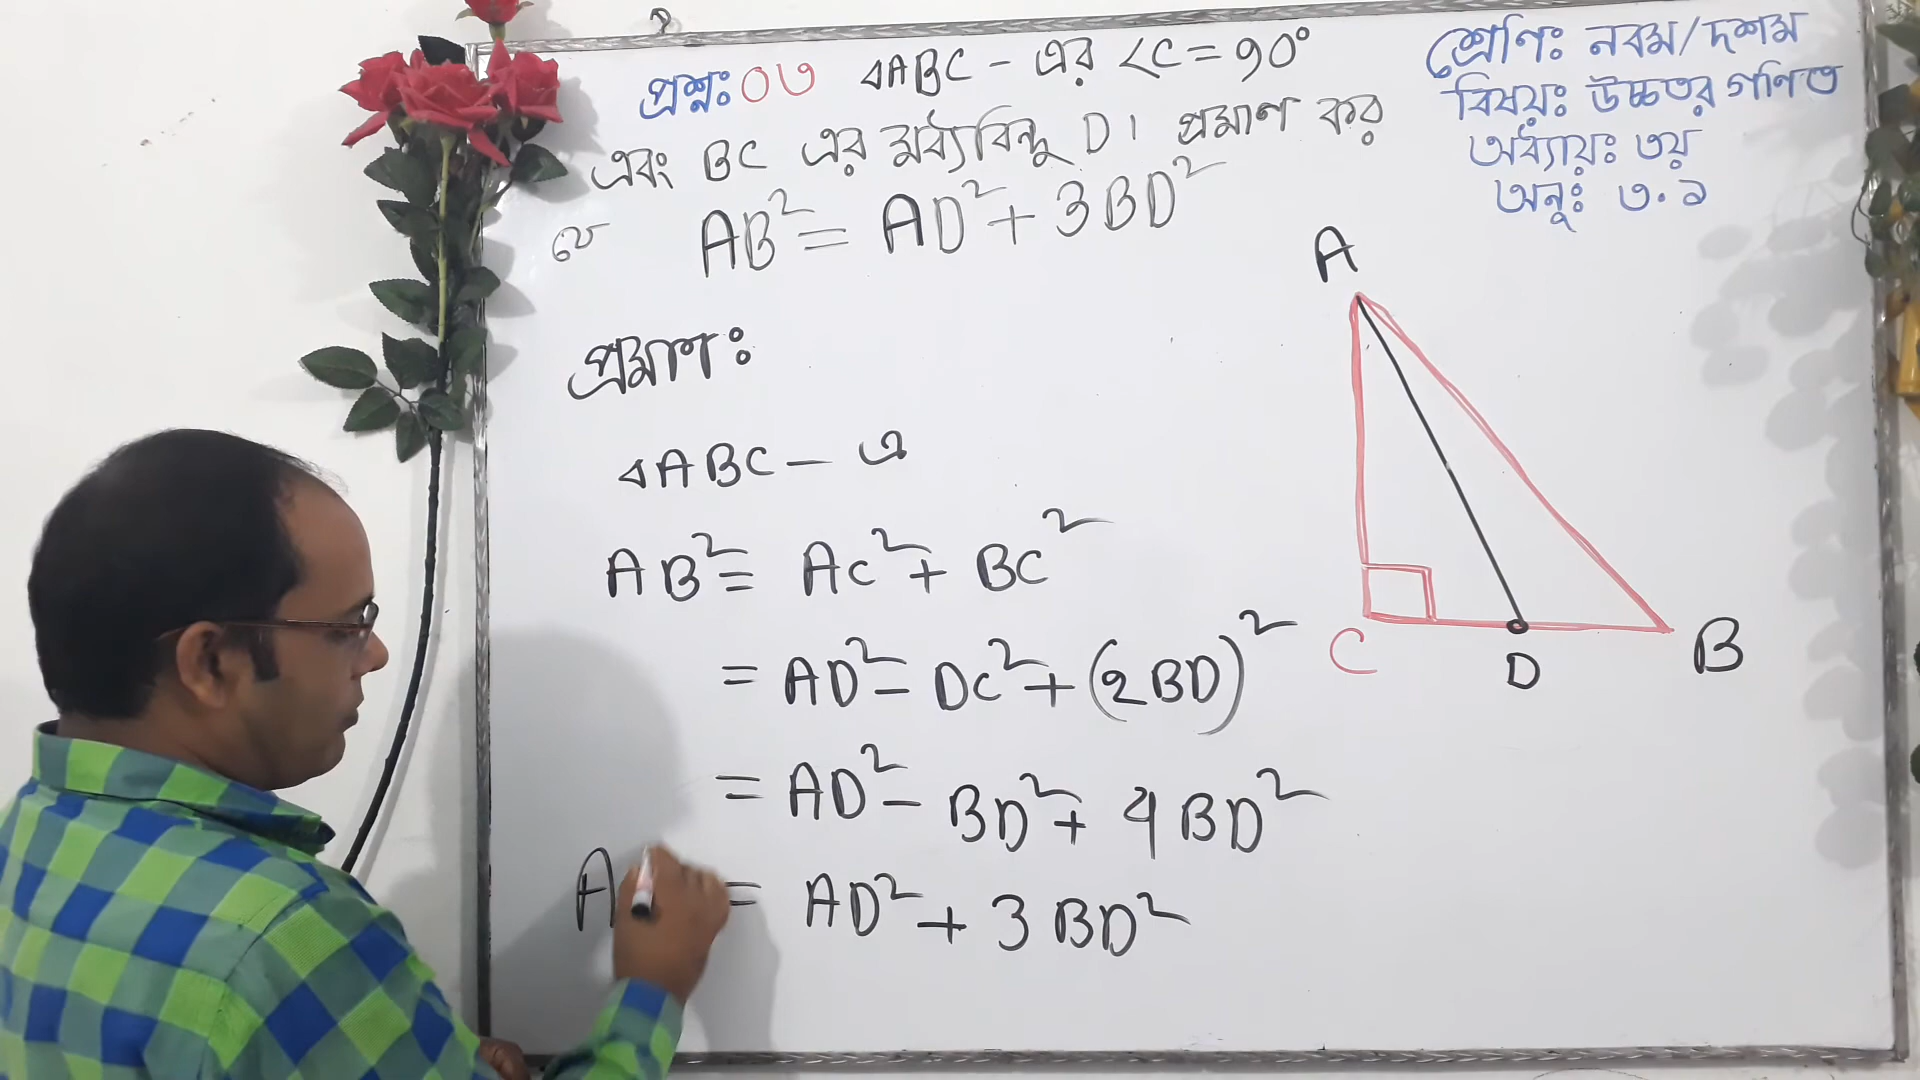 প্রশ্ন: ০৩ △ABC - এর ∠C = 90°
এবং BC এর মধ্যবিন্দু D। প্রমাণ কর
যে AB² = AD² + 3BD²
শ্রেণিঃ নবম/দশম
বিষয়ঃ উচ্চতর গণিত
অধ্যায়ঃ ৩য়
অনুঃ ৩.১
প্রমাণঃ
△ABC - এ
AB² = AC² + BC²
= AD² - DC² + (2BD)²
= AD² - BD² + 4BD²
A = AD² + 3BD²
A
C
D
B